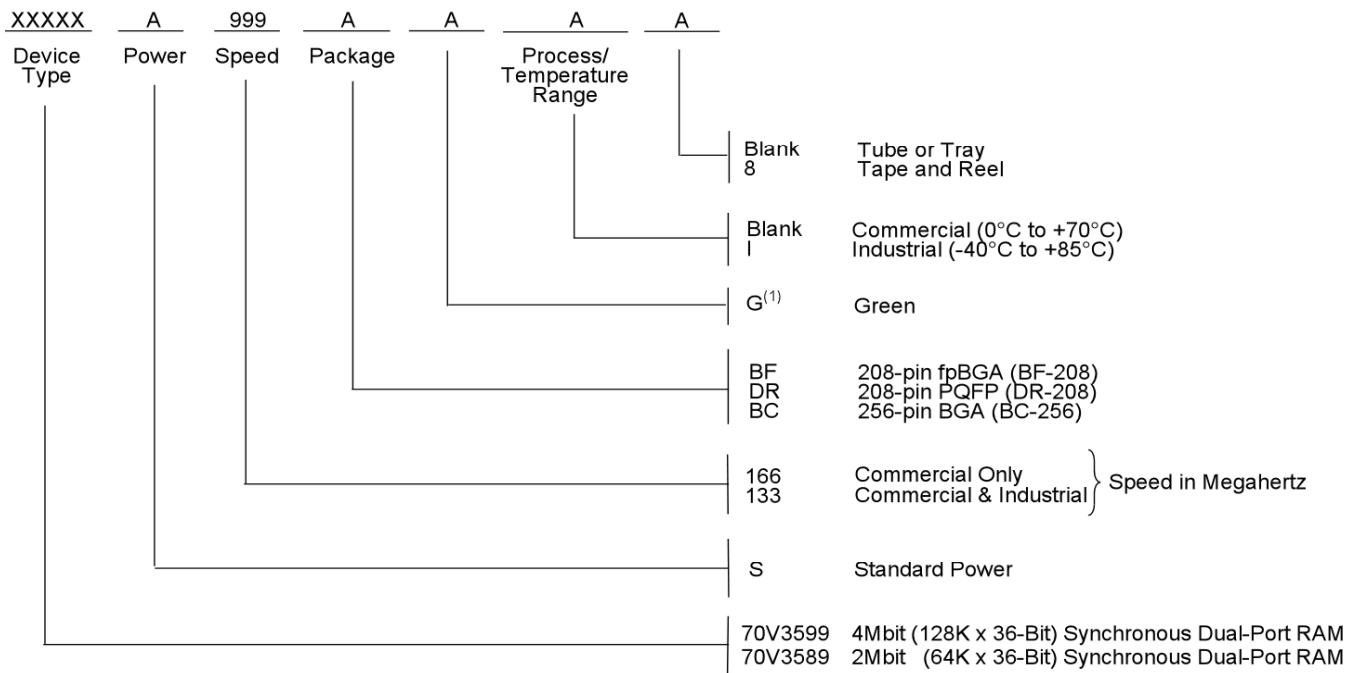 XXXXX A 999 A A A A
Device Type Power Speed Package Process/ Temperature Range
Blank Tube or Tray
8 Tape and Reel
Blank Commercial (0°C to +70°C)
I Industrial (-40°C to +85°C)
G(1) Green
BF 208-pin fpBGA (BF-208)
DR 208-pin PQFP (DR-208)
BC 256-pin BGA (BC-256)
166 Commercial Only
133 Commercial & Industrial
Speed in Megahertz
S Standard Power
70V3599 4Mbit (128K x 36-Bit) Synchronous Dual-Port RAM
70V3589 2Mbit (64K x 36-Bit) Synchronous Dual-Port RAM